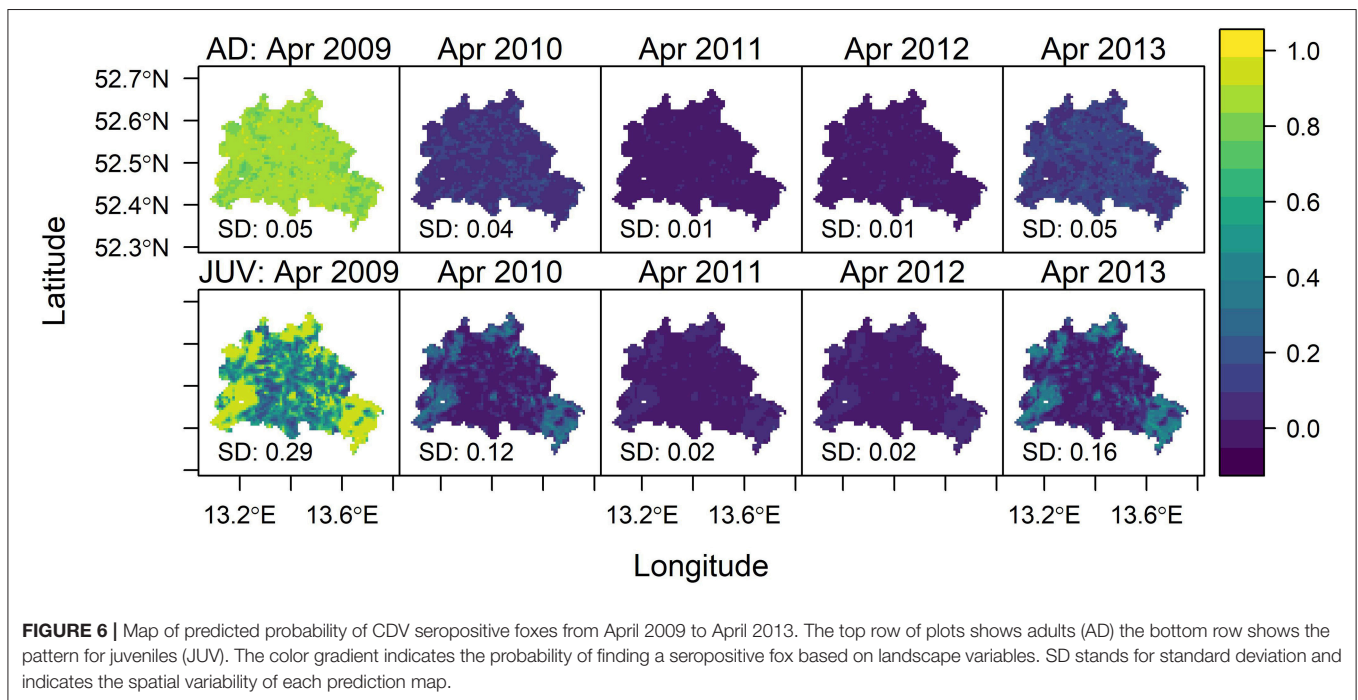 AD: Apr 2009 Apr 2010 Apr 2011 Apr 2012 Apr 2013
52.7°N
52.6°N
52.5°N
52.4°N
52.3°N
SD: 0.05 SD: 0.04 SD: 0.01 SD: 0.01 SD: 0.05
JUV: Apr 2009 Apr 2010 Apr 2011 Apr 2012 Apr 2013
SD: 0.29 SD: 0.12 SD: 0.02 SD: 0.02 SD: 0.16
13.2°E 13.6°E 13.2°E 13.6°E 13.2°E 13.6°E
Latitude
Longitude
1.0
0.8
0.6
0.4
0.2
0.0
FIGURE 6 | Map of predicted probability of CDV seropositive foxes from April 2009 to April 2013. The top row of plots shows adults (AD) the bottom row shows the
pattern for juveniles (JUV). The color gradient indicates the probability of finding a seropositive fox based on landscape variables. SD stands for standard deviation and
indicates the spatial variability of each prediction map.